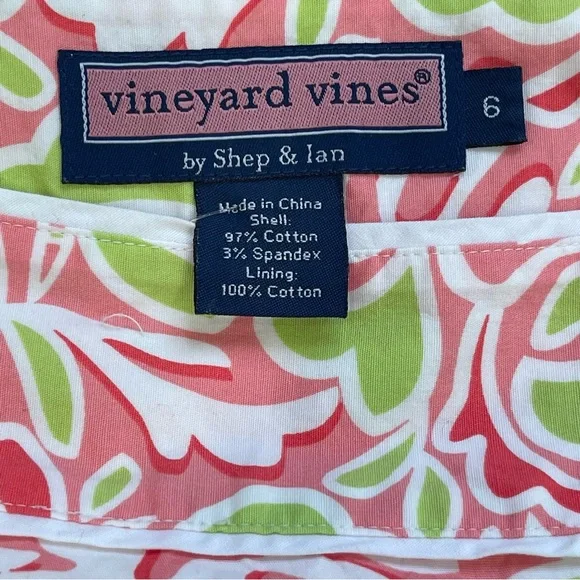 vineyard vines®
6
by Shep & Ian
Made in China
Shell:
97% Cotton
3% Spandex
Lining:
100% Cotton